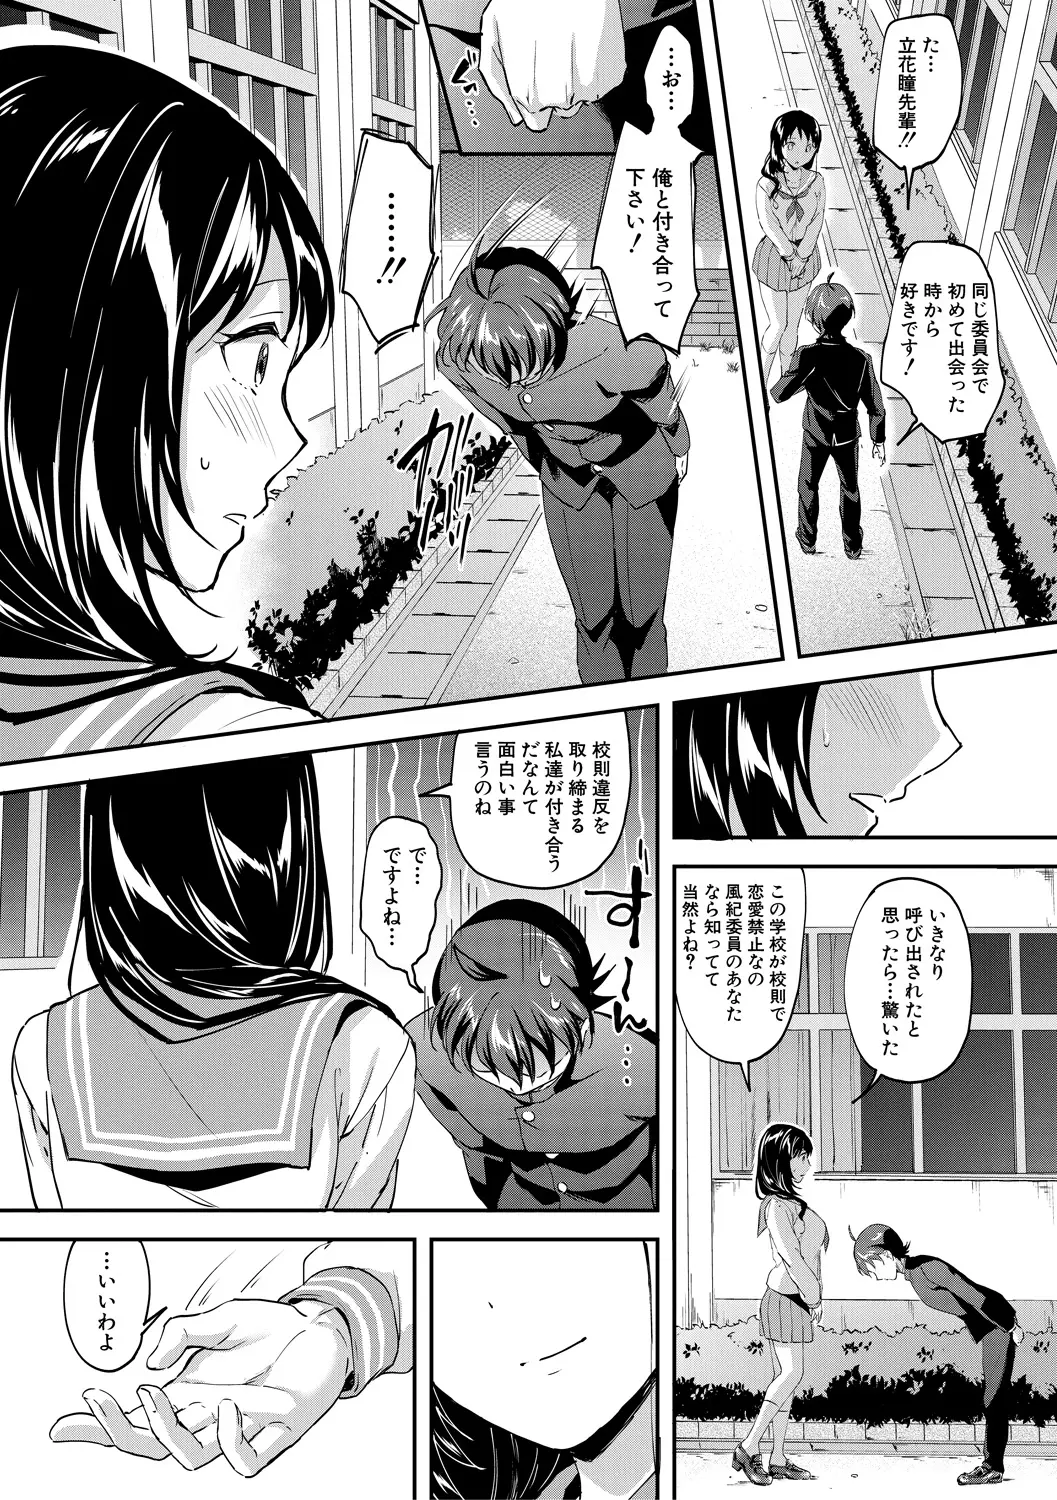 た…
立花瞳先輩!!
同じ委員会で
初めて出会った
時から
好きです!
…お…
俺と付き合って
下さい!
ばっ!!
……!!
いきなり
呼び出されたと
思ったら…驚いた
この学校が校則で
恋愛禁止なの
風紀委員のあなた
なら知ってて
当然よね?
校則違反を
取り締まる
私達が付き合う
だなんて
面白い事
言うのね
ず〜ん……
で…
ですよね…
…いいわよ